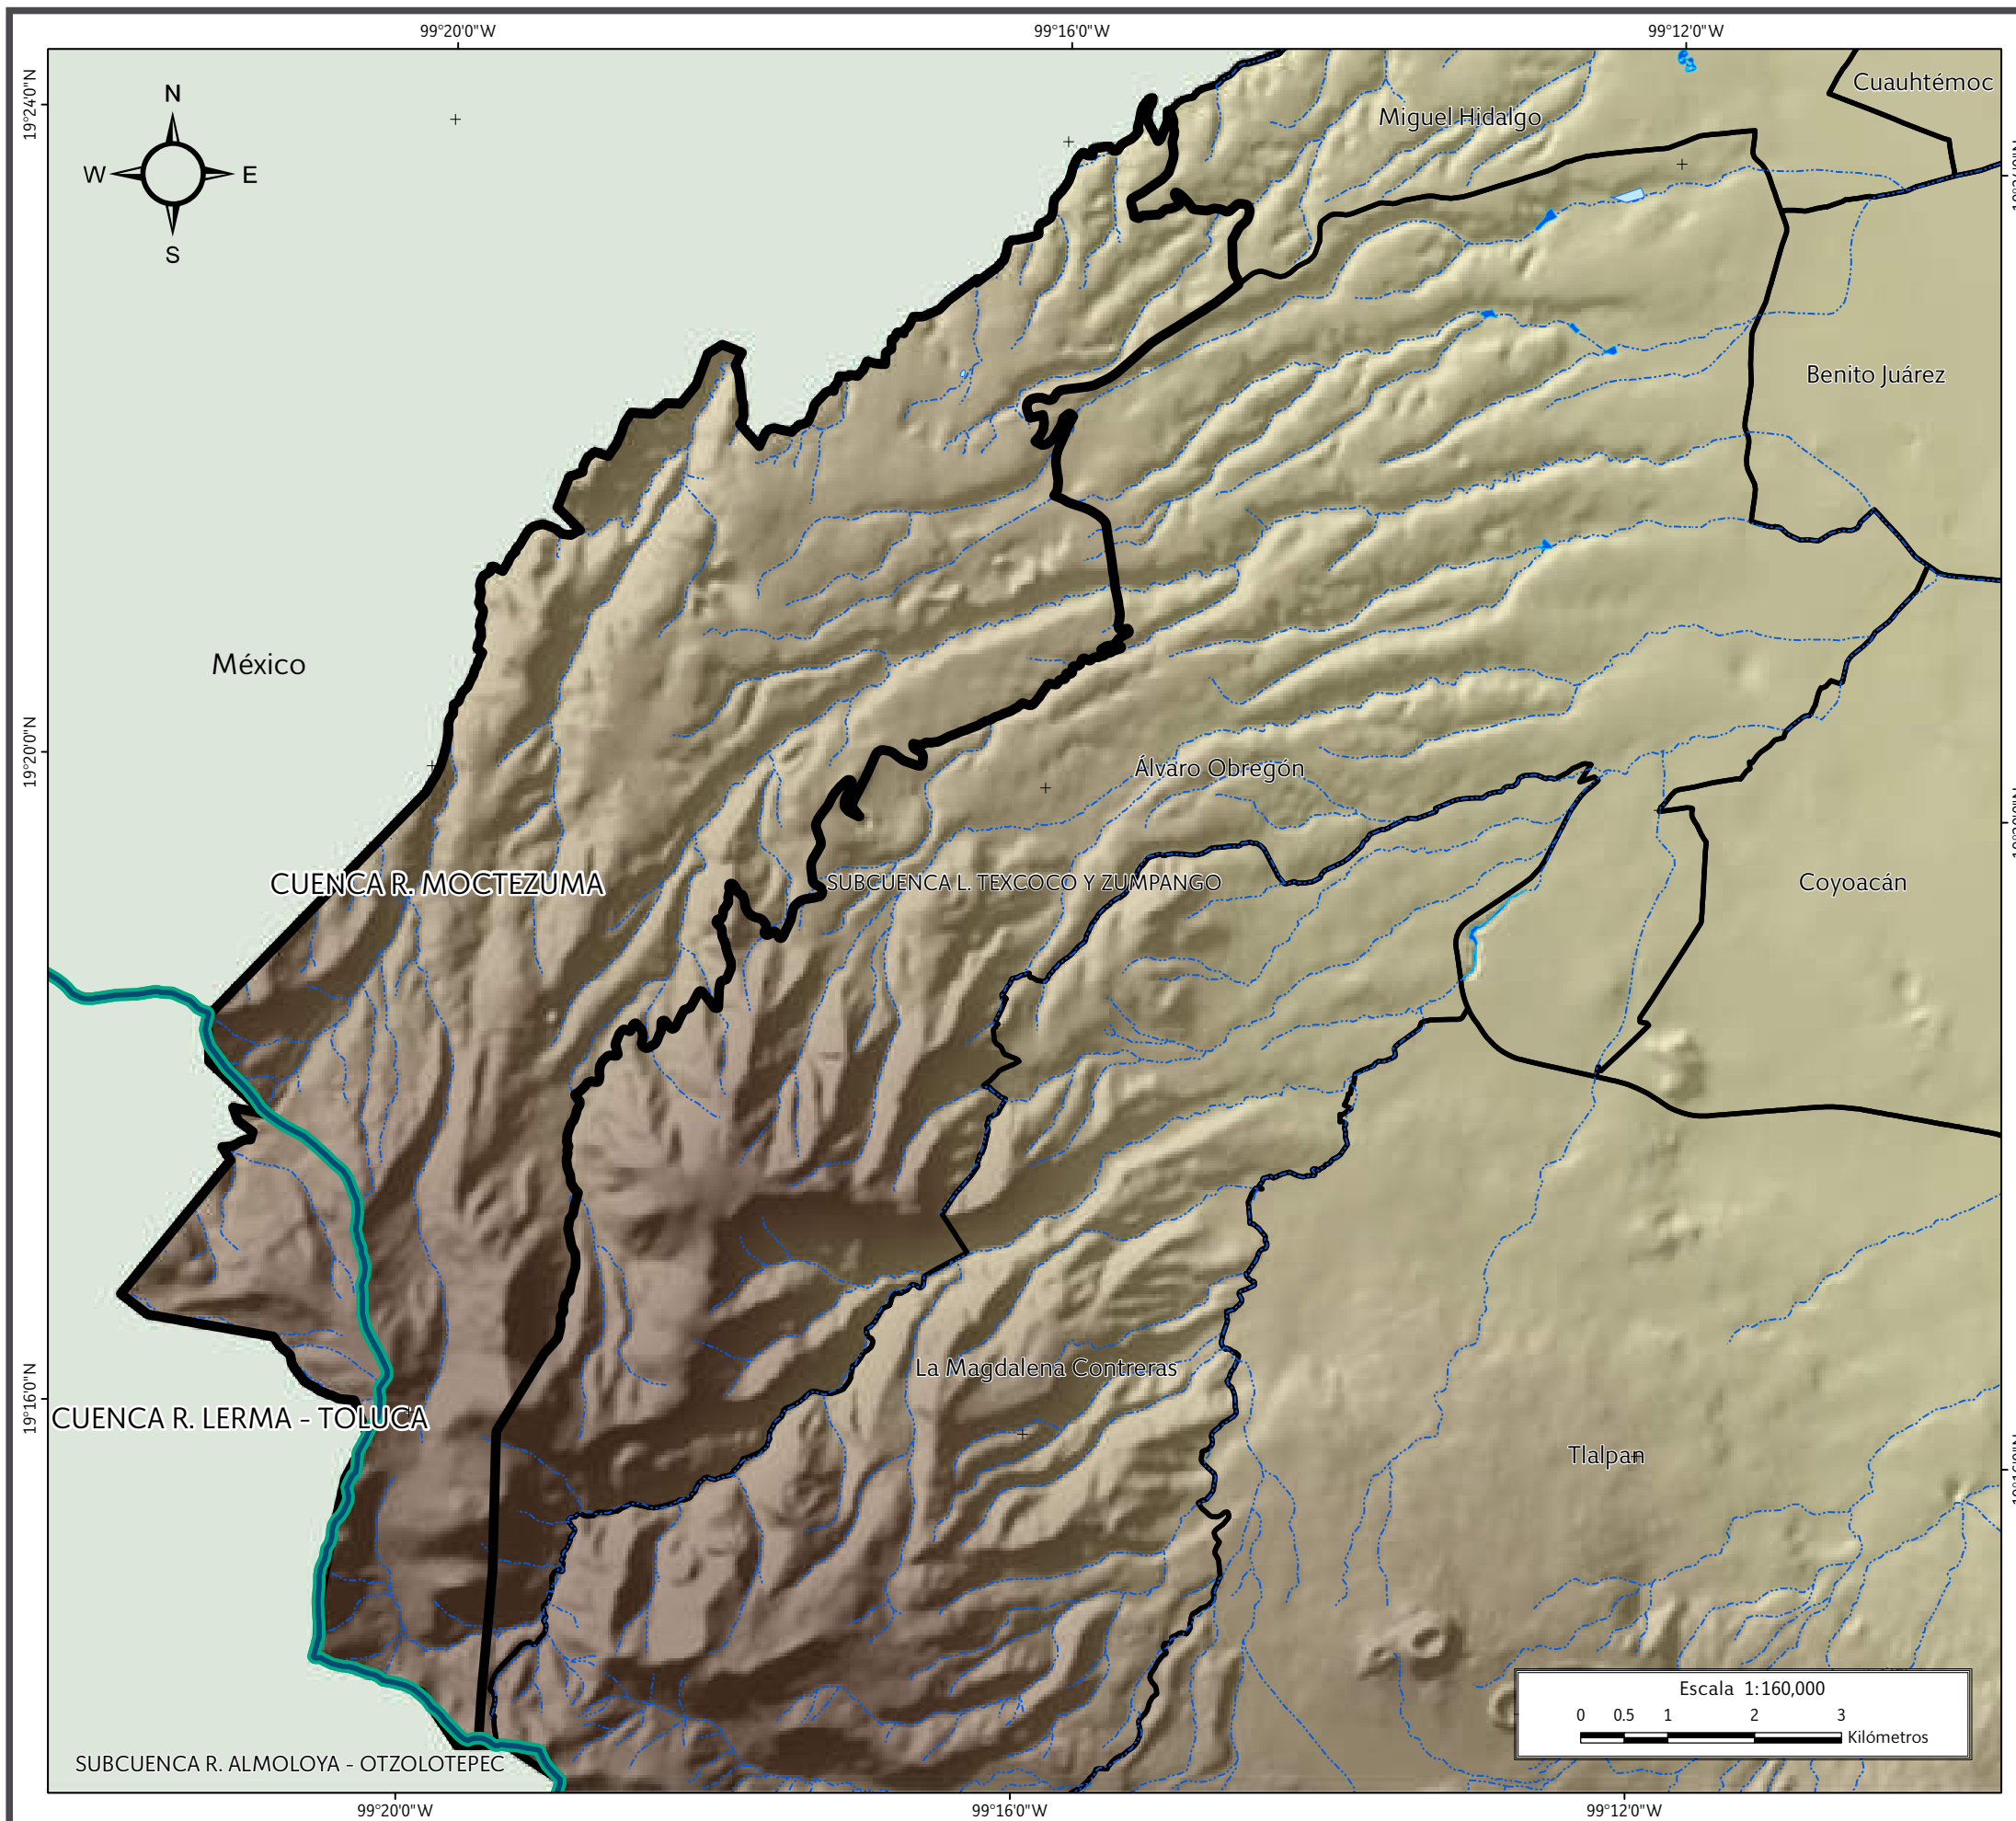 99°20'0"W
99°16'0"W
99°12'0"W
19°24'0"N
Cuauhtémoc
Miguel Hidalgo
N
W
E
S
Benito Juárez
México
19°20'0"N
Álvaro Obregón
CUENCA R. MOCTEZUMA
SUBCUENCA L. TEXCOCO Y ZUMPANGO
Coyoacán
La Magdalena Contreras
19°16'0"N
CUENCA R. LERMA - TOLUCA
Tlalpan
Escala 1:160,000
0 0.5 1 2 3
Kilómetros
SUBCUENCA R. ALMOLOYA - OTZOLOTEPEC
99°20'0"W
99°16'0"W
99°12'0"W